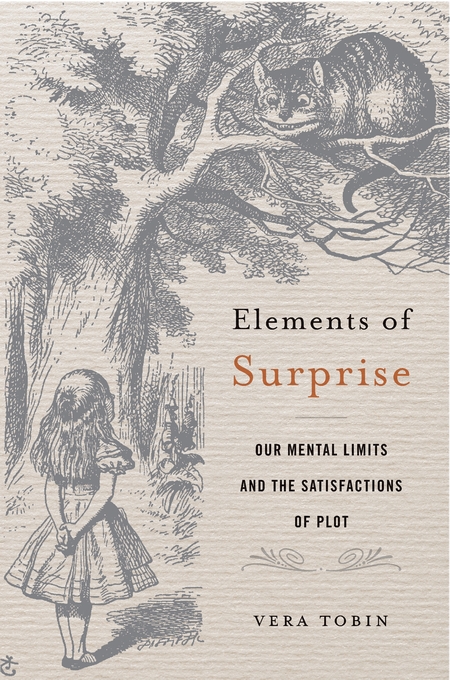 Elements of
Surprise
OUR MENTAL LIMITS
AND THE SATISFACTIONS
OF PLOT
VERA TOBIN